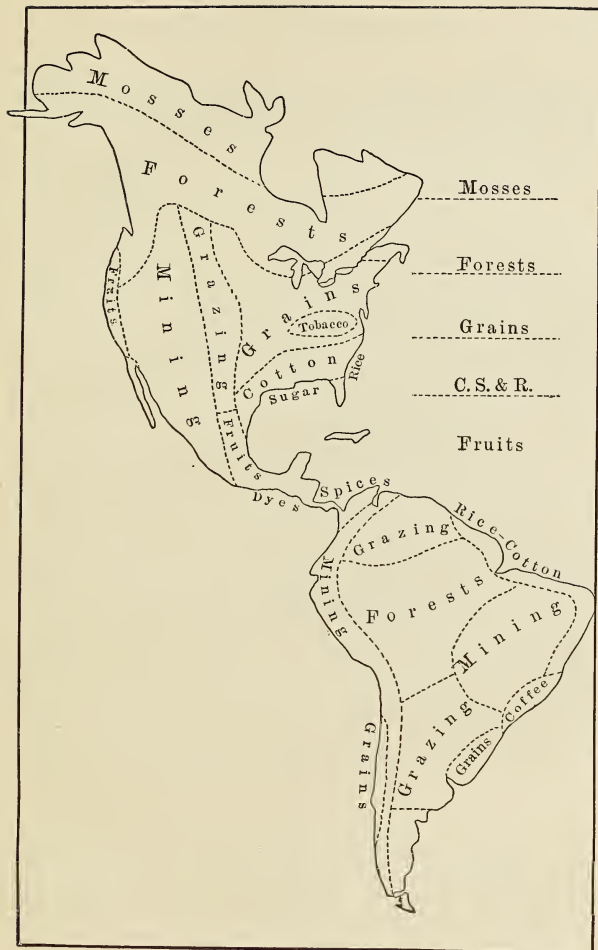 Mosses
Forests
Mosses
Forests
Fruits
Mining
Grazing
Grains
Tobacco
Grains
Cotton
Rice
Sugar
C. S. & R.
Fruits
Fruits
Dyes
Spices
Grazing
Rice-Cotton
Mining
Forests
Mining
Grazing
Coffee
Grains
Grains